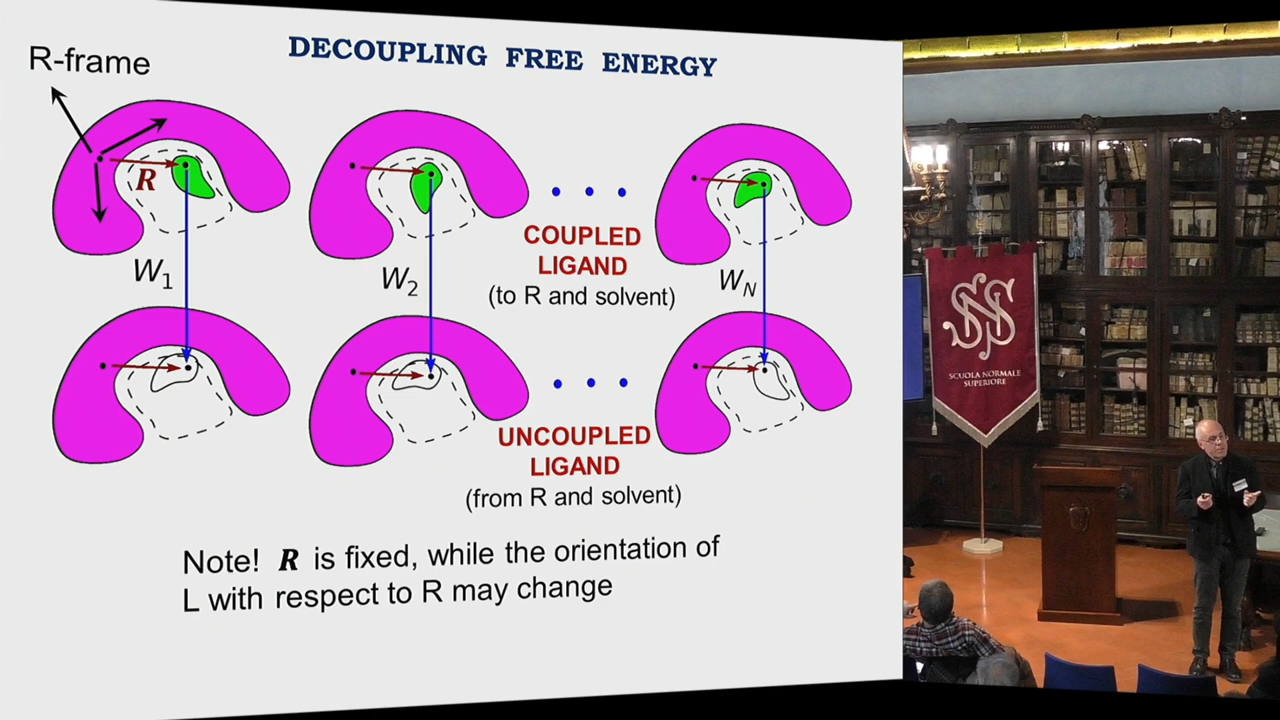 DECOUPLING FREE ENERGY
R-frame
R
W1
W2
WN
COUPLED
LIGAND
(to R and solvent)
UNCOUPLED
LIGAND
(from R and solvent)
Note! R is fixed, while the orientation of
L with respect to R may change
SNS
SCUOLA NORMALE
SUPERIORE